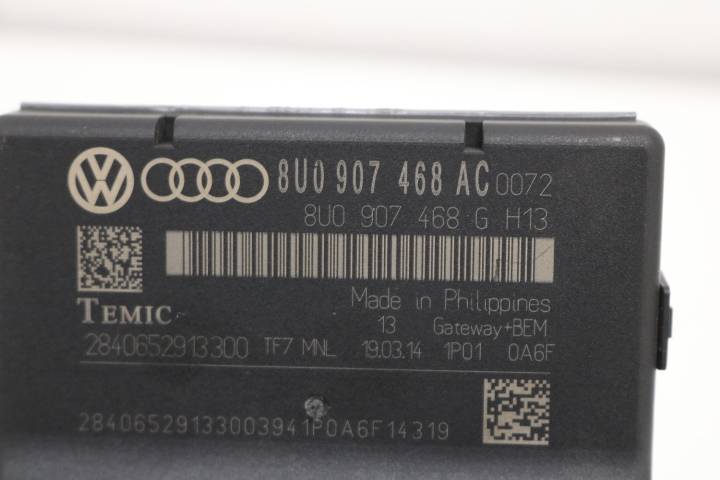 8U0 907 468 AC 0072
8U0 907 468 G H13
TEMIC
Made in Philippines
13 Gateway+BEM
2840652913300 TF7 MNL 19.03.14 1P01 0A6F
28406529133003941P0A6F14319